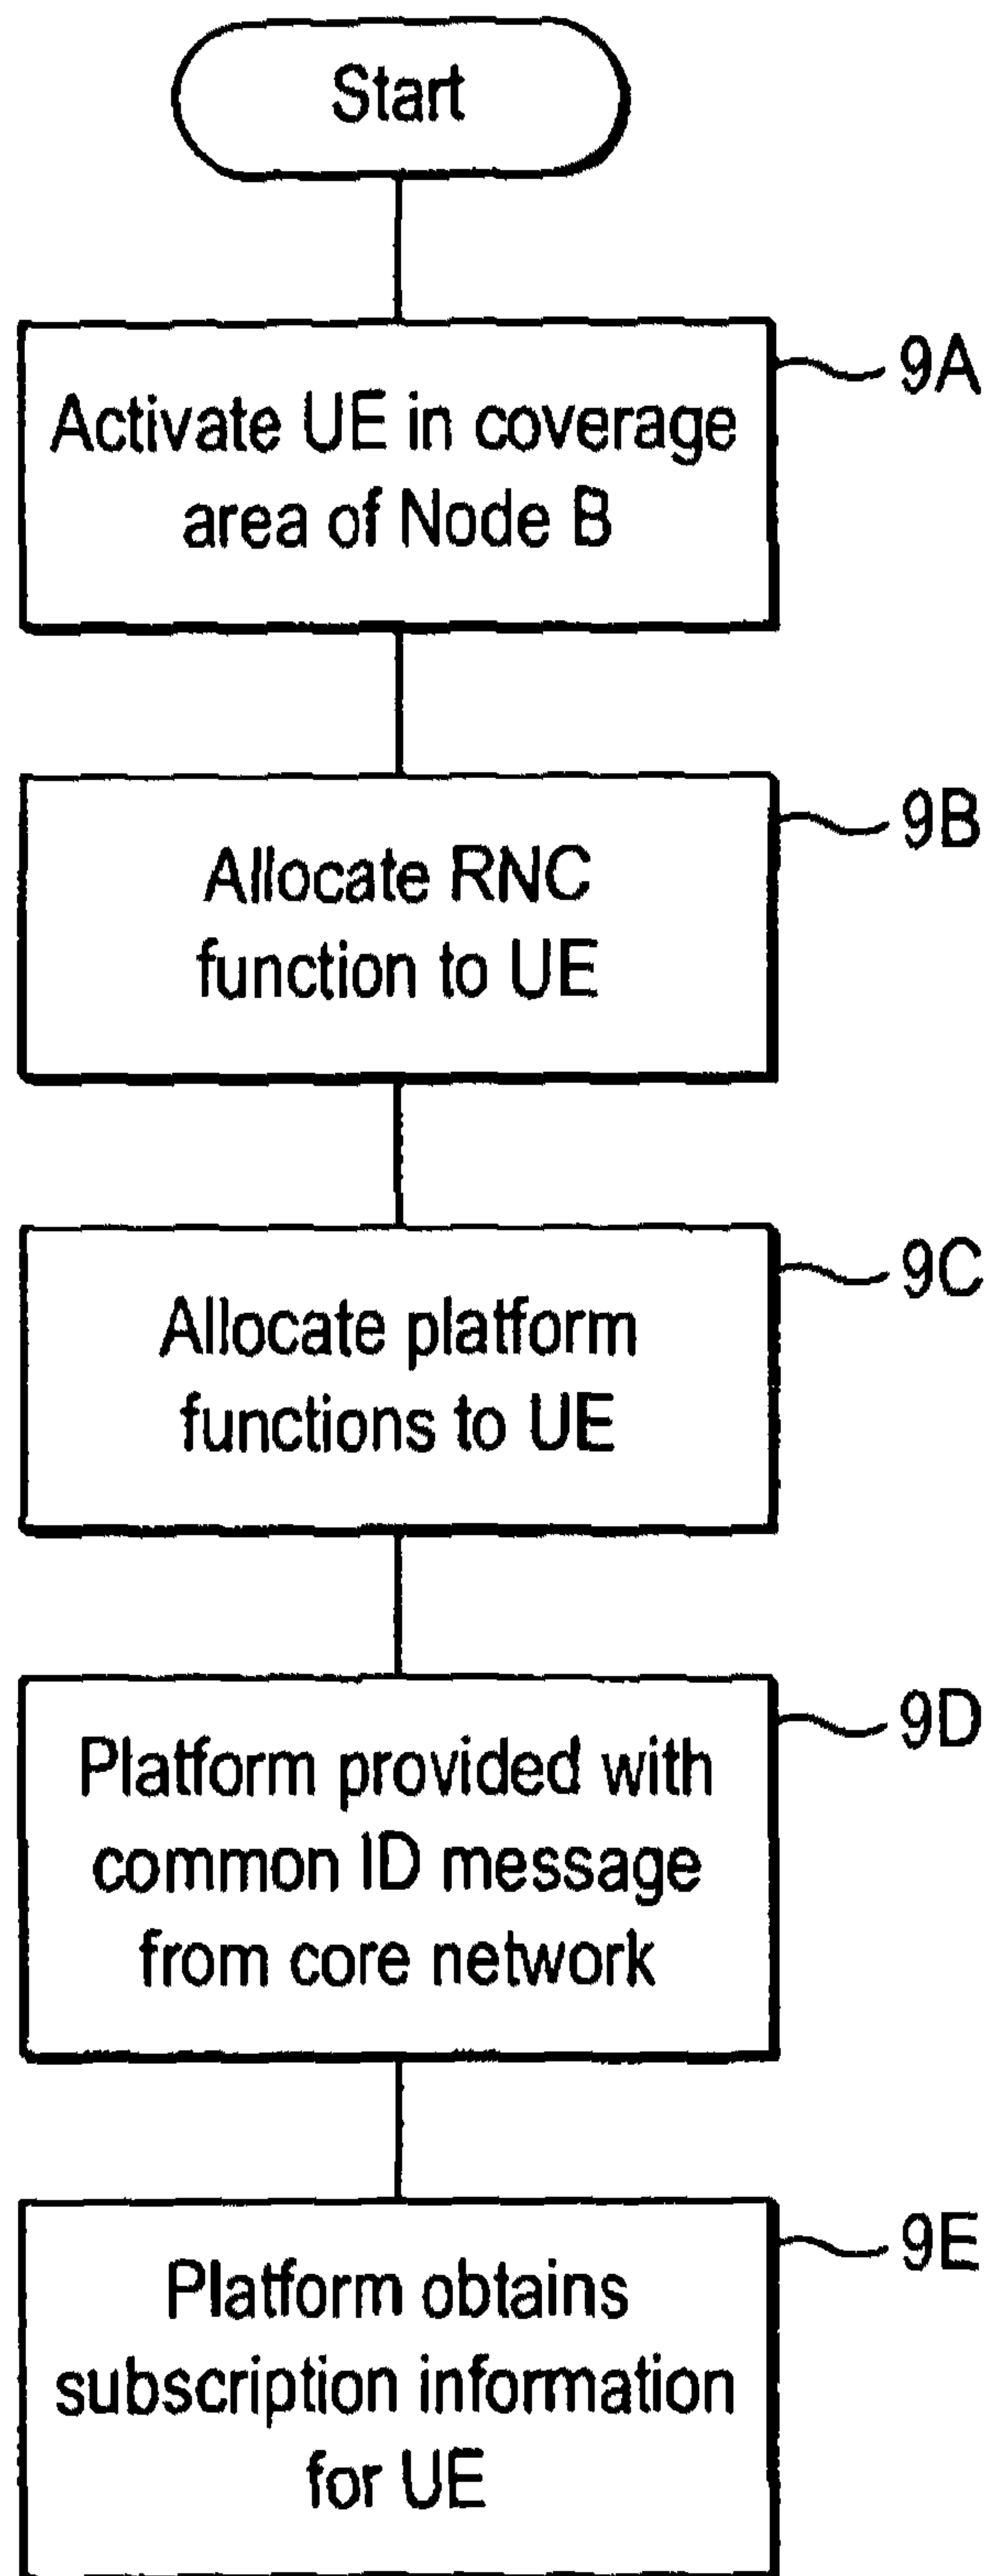 Start
Activate UE in coverage
area of Node B
9A
Allocate RNC
function to UE
9B
Allocate platform
functions to UE
9C
Platform provided with
common ID message
from core network
9D
Platform obtains
subscription information
for UE
9E